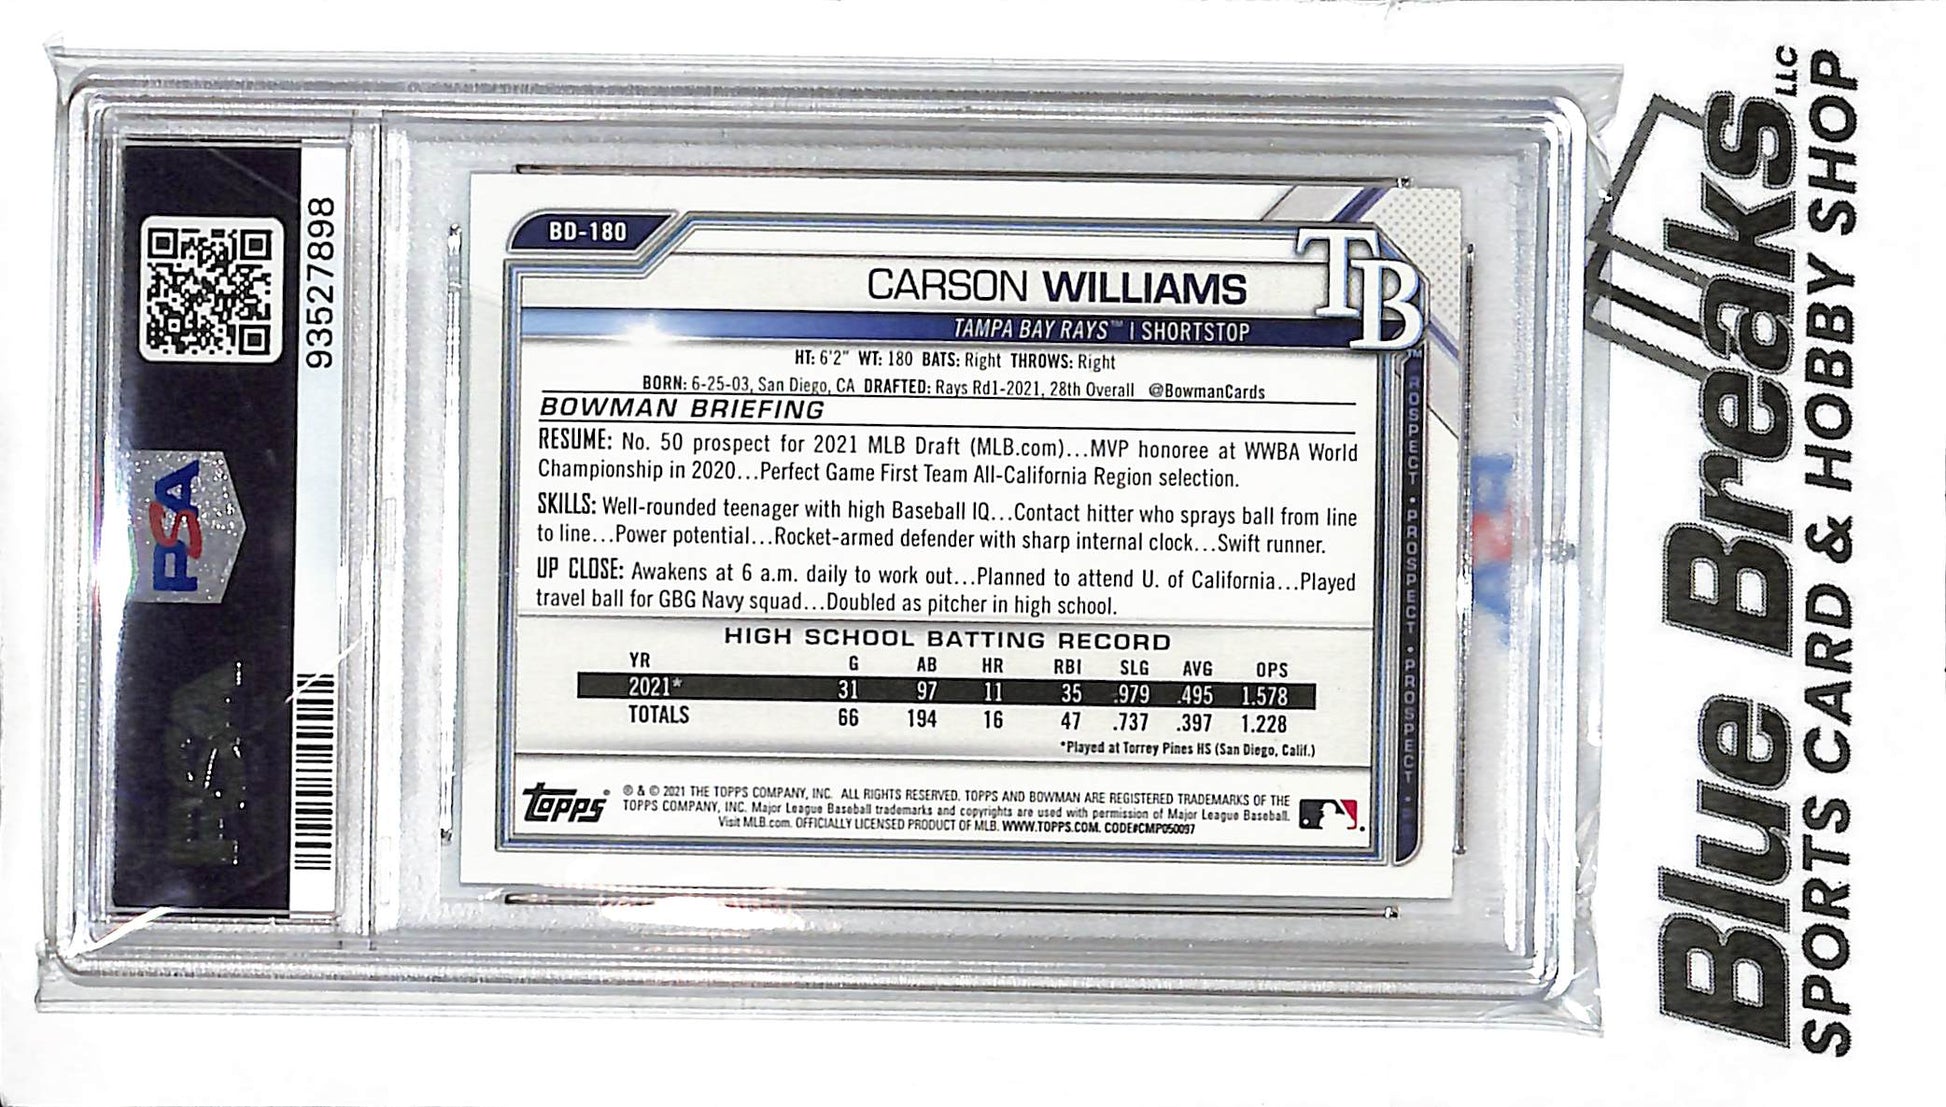 93527898
PSA
BD-180
TB
CARSON WILLIAMS
TAMPA BAY RAYS™ | SHORTSTOP
HT: 6'2" WT: 180 BATS: Right THROWS: Right
BORN: 6-25-03, San Diego, CA DRAFTED: Rays Rd1-2021, 28th Overall @BowmanCards
BOWMAN BRIEFING
RESUME: No. 50 prospect for 2021 MLB Draft (MLB.com)...MVP honoree at WWBA World
Championship in 2020...Perfect Game First Team All-California Region selection.
SKILLS: Well-rounded teenager with high Baseball IQ...Contact hitter who sprays ball from line
to line...Power potential...Rocket-armed defender with sharp internal clock...Swift runner.
UP CLOSE: Awakens at 6 a.m. daily to work out...Planned to attend U. of California...Played
travel ball for GBG Navy squad...Doubled as pitcher in high school.
HIGH SCHOOL BATTING RECORD
YR G AB HR RBI SLG AVG OPS
2021* 31 97 11 35 .979 .495 1.578
TOTALS 66 194 16 47 .737 .397 1.228
*Played at Torrey Pines HS (San Diego, Calif.)
topps
® & © 2021 THE TOPPS COMPANY, INC. ALL RIGHTS RESERVED. TOPPS AND BOWMAN ARE REGISTERED TRADEMARKS OF THE
TOPPS COMPANY, INC. Major League Baseball trademarks and copyrights are used with permission of Major League Baseball.
Visit MLB.com. OFFICIALLY LICENSED PRODUCT OF MLB. WWW.TOPPS.COM. CODE#CMP050097
PROSPECT • PROSPECT • PROSPECT •
Blue Breaks LLC
SPORTS CARD & HOBBY SHOP